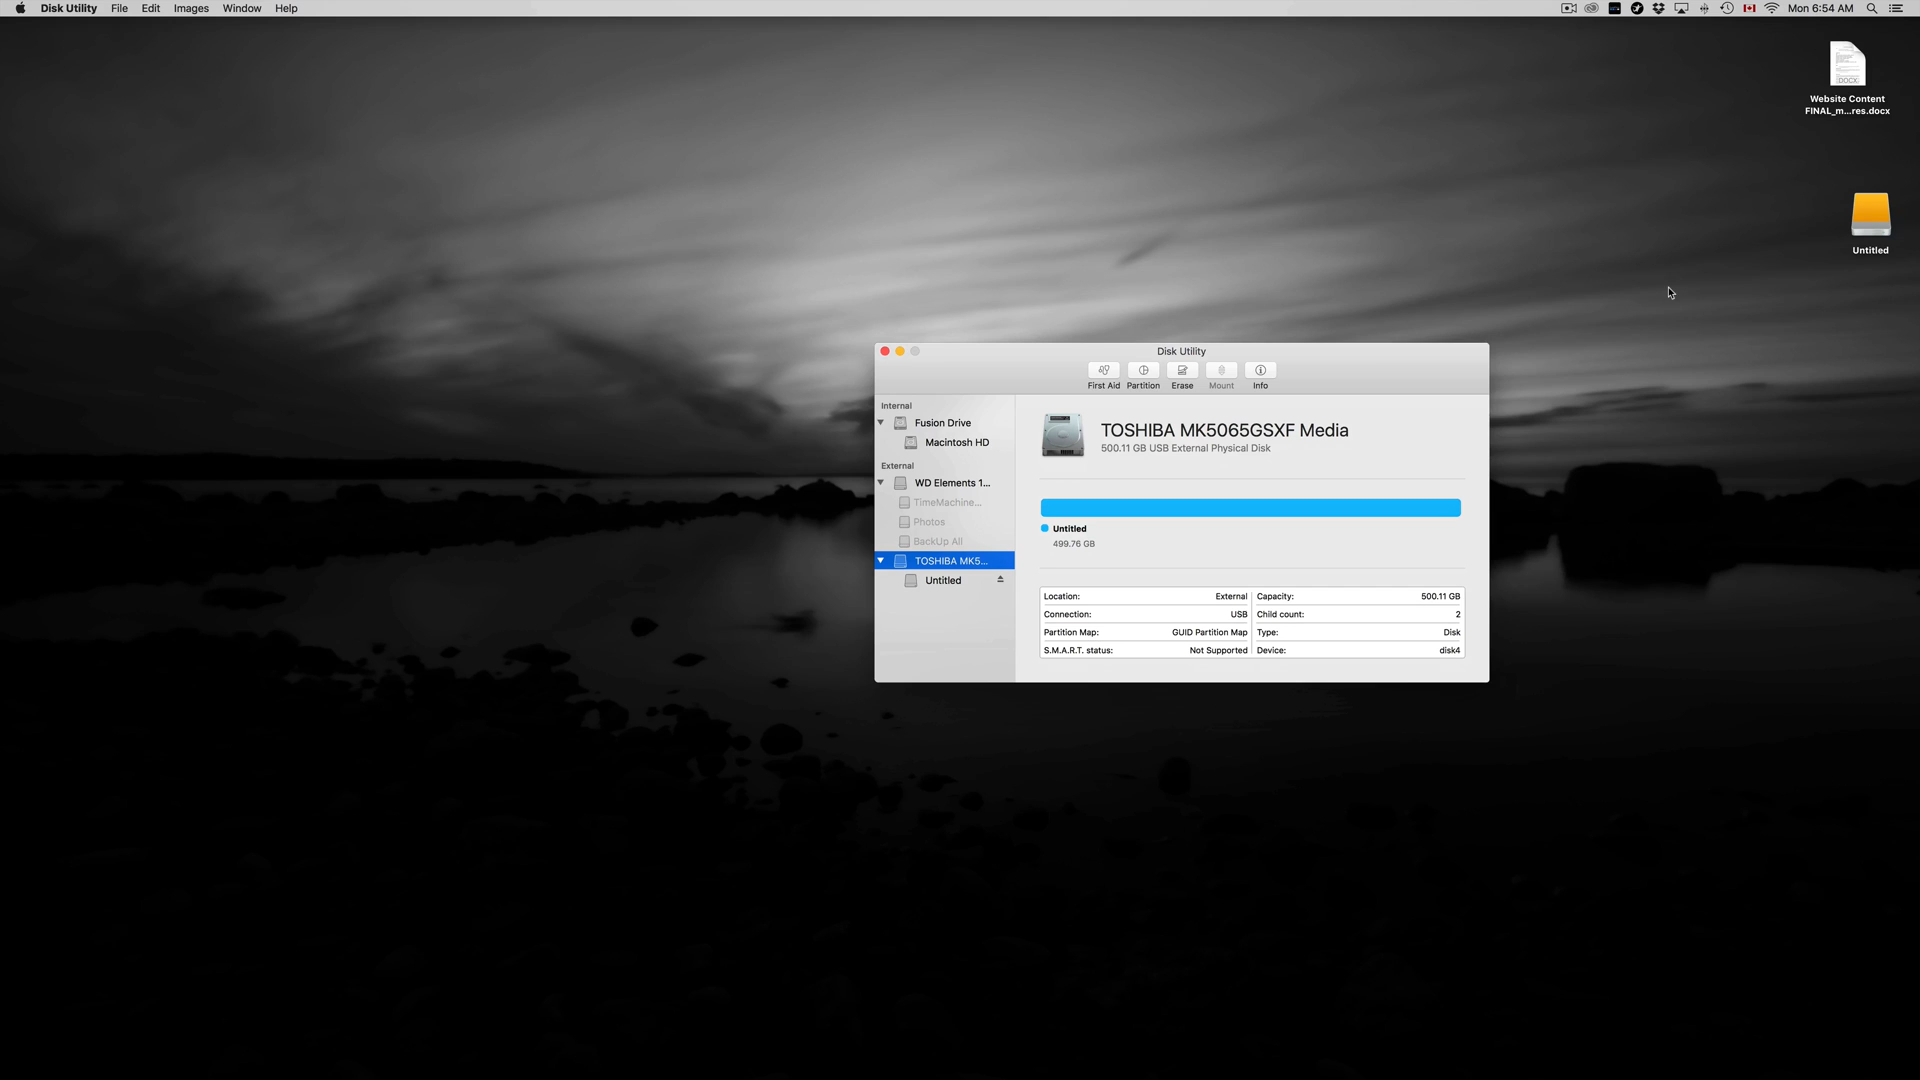 Disk Utility File Edit Images Window Help
Mon 6:54 AM
DOCX
Website Content
FINAL_m...res.docx
Untitled
Disk Utility
First Aid Partition Erase Mount Info
Internal
Fusion Drive
Macintosh HD
External
WD Elements 1...
TimeMachine...
Photos
BackUp All
TOSHIBA MK5...
Untitled
TOSHIBA MK5065GSXF Media
500.11 GB USB External Physical Disk
Untitled
499.76 GB
Location: External Capacity: 500.11 GB
Connection: USB Child count: 2
Partition Map: GUID Partition Map Type: Disk
S.M.A.R.T. status: Not Supported Device: disk4